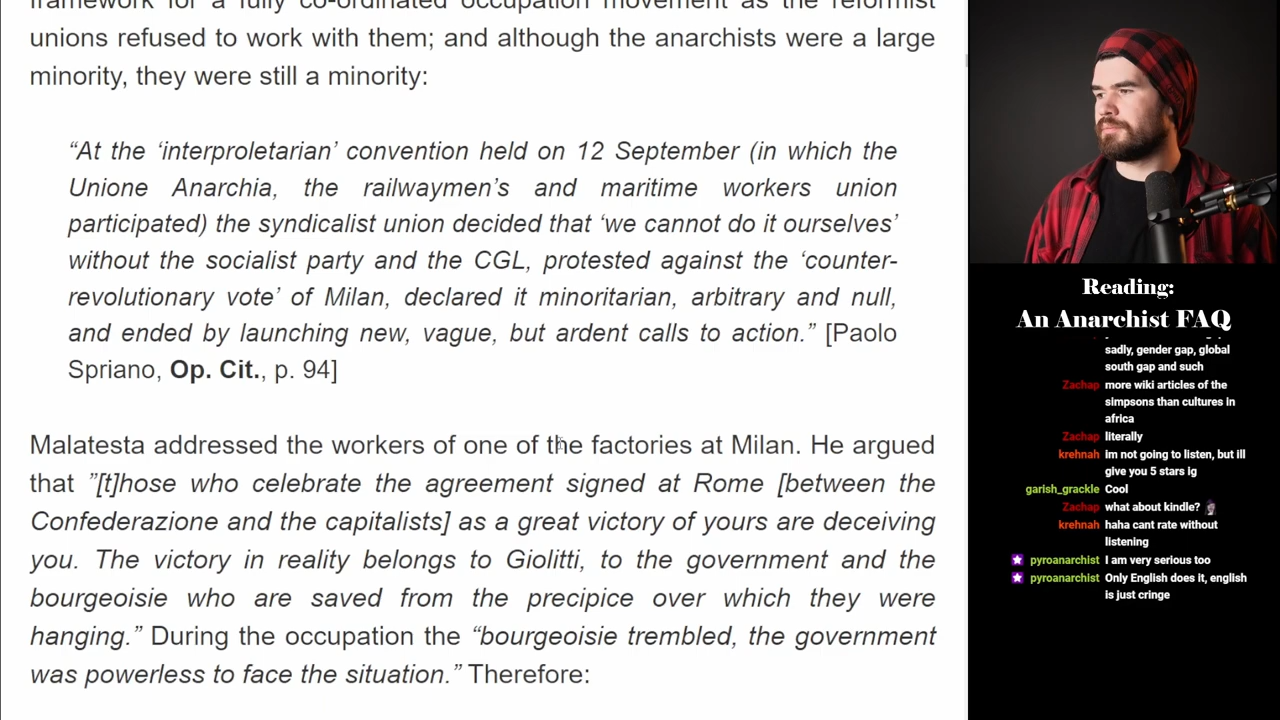 framework for a fully co-ordinated occupation movement as the reformist
unions refused to work with them; and although the anarchists were a large
minority, they were still a minority:
“At the ‘interproletarian’ convention held on 12 September (in which the
Unione Anarchia, the railwaymen’s and maritime workers union
participated) the syndicalist union decided that ‘we cannot do it ourselves’
without the socialist party and the CGL, protested against the ‘counter-
revolutionary vote’ of Milan, declared it minoritarian, arbitrary and null,
and ended by launching new, vague, but ardent calls to action.” [Paolo
Spriano, Op. Cit., p. 94]
Malatesta addressed the workers of one of the factories at Milan. He argued
that ”[t]hose who celebrate the agreement signed at Rome [between the
Confederazione and the capitalists] as a great victory of yours are deceiving
you. The victory in reality belongs to Giolitti, to the government and the
bourgeoisie who are saved from the precipice over which they were
hanging.” During the occupation the “bourgeoisie trembled, the government
was powerless to face the situation.” Therefore:
Reading:
An Anarchist FAQ
sadly, gender gap, global
south gap and such
Zachap more wiki articles of the
simpsons than cultures in
africa
Zachap literally
krehnah im not going to listen, but ill
give you 5 stars ig
garish_grackle Cool
Zachap what about kindle?
krehnah haha cant rate without
listening
pyroanarchist I am very serious too
pyroanarchist Only English does it, english
is just cringe